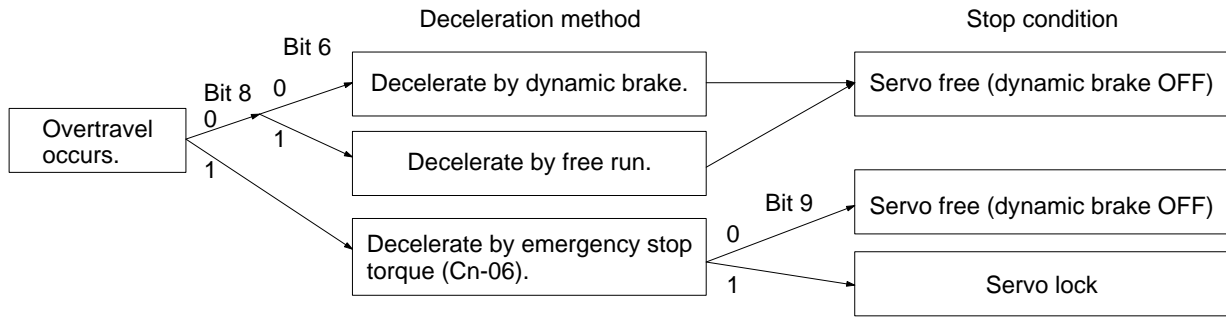 Deceleration method
Stop condition
Bit 6
0
Decelerate by dynamic brake.
Servo free (dynamic brake OFF)
Bit 8
0
Overtravel
occurs.
1
1
Decelerate by free run.
Decelerate by emergency stop
torque (Cn-06).
Bit 9
0
Servo free (dynamic brake OFF)
1
Servo lock